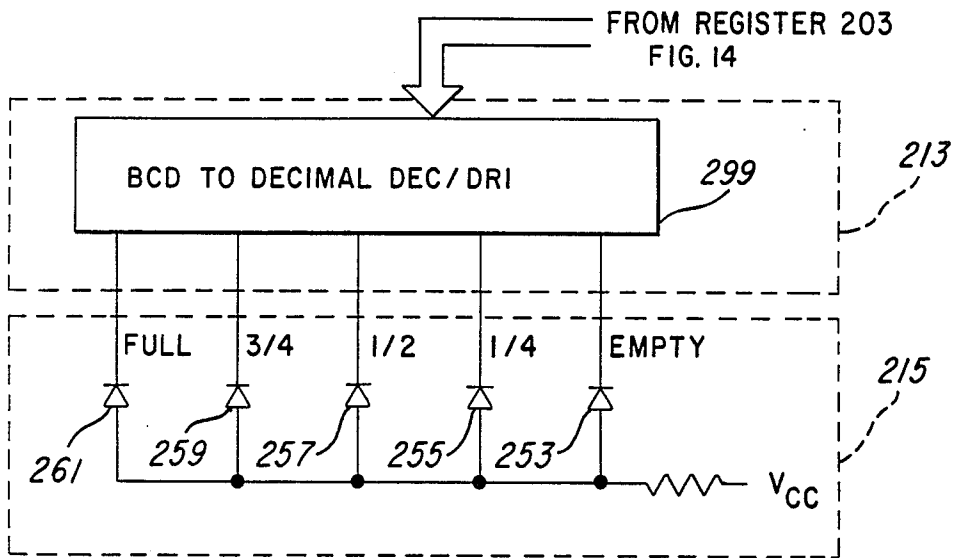 FROM REGISTER 203
FIG. 14
213
BCD TO DECIMAL DEC/DRI
299
FULL 3/4 1/2 1/4 EMPTY
215
261 259 257 255 253
VCC